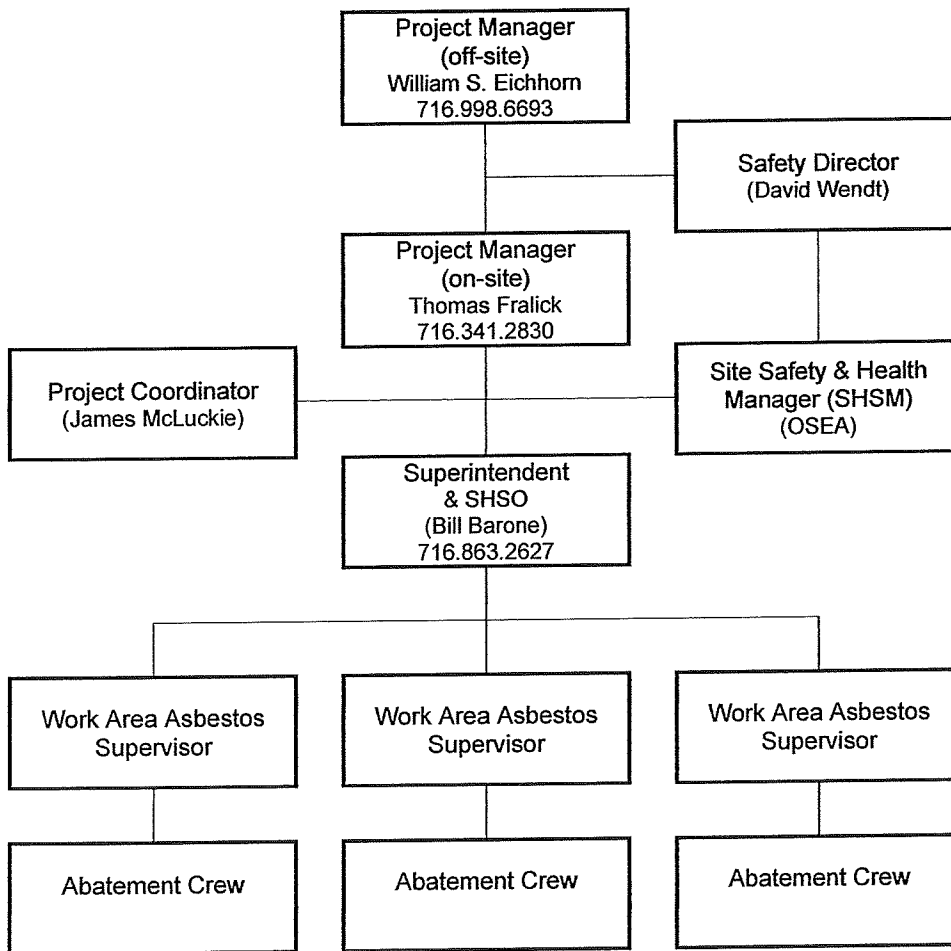 Project Manager
(off-site)
William S. Eichhorn
716.998.6693
Safety Director
(David Wendt)
Project Manager
(on-site)
Thomas Fralick
716.341.2830
Project Coordinator
(James McLuckie)
Site Safety & Health
Manager (SHSM)
(OSEA)
Superintendent
& SHSO
(Bill Barone)
716.863.2627
Work Area Asbestos
Supervisor
Work Area Asbestos
Supervisor
Work Area Asbestos
Supervisor
Abatement Crew
Abatement Crew
Abatement Crew